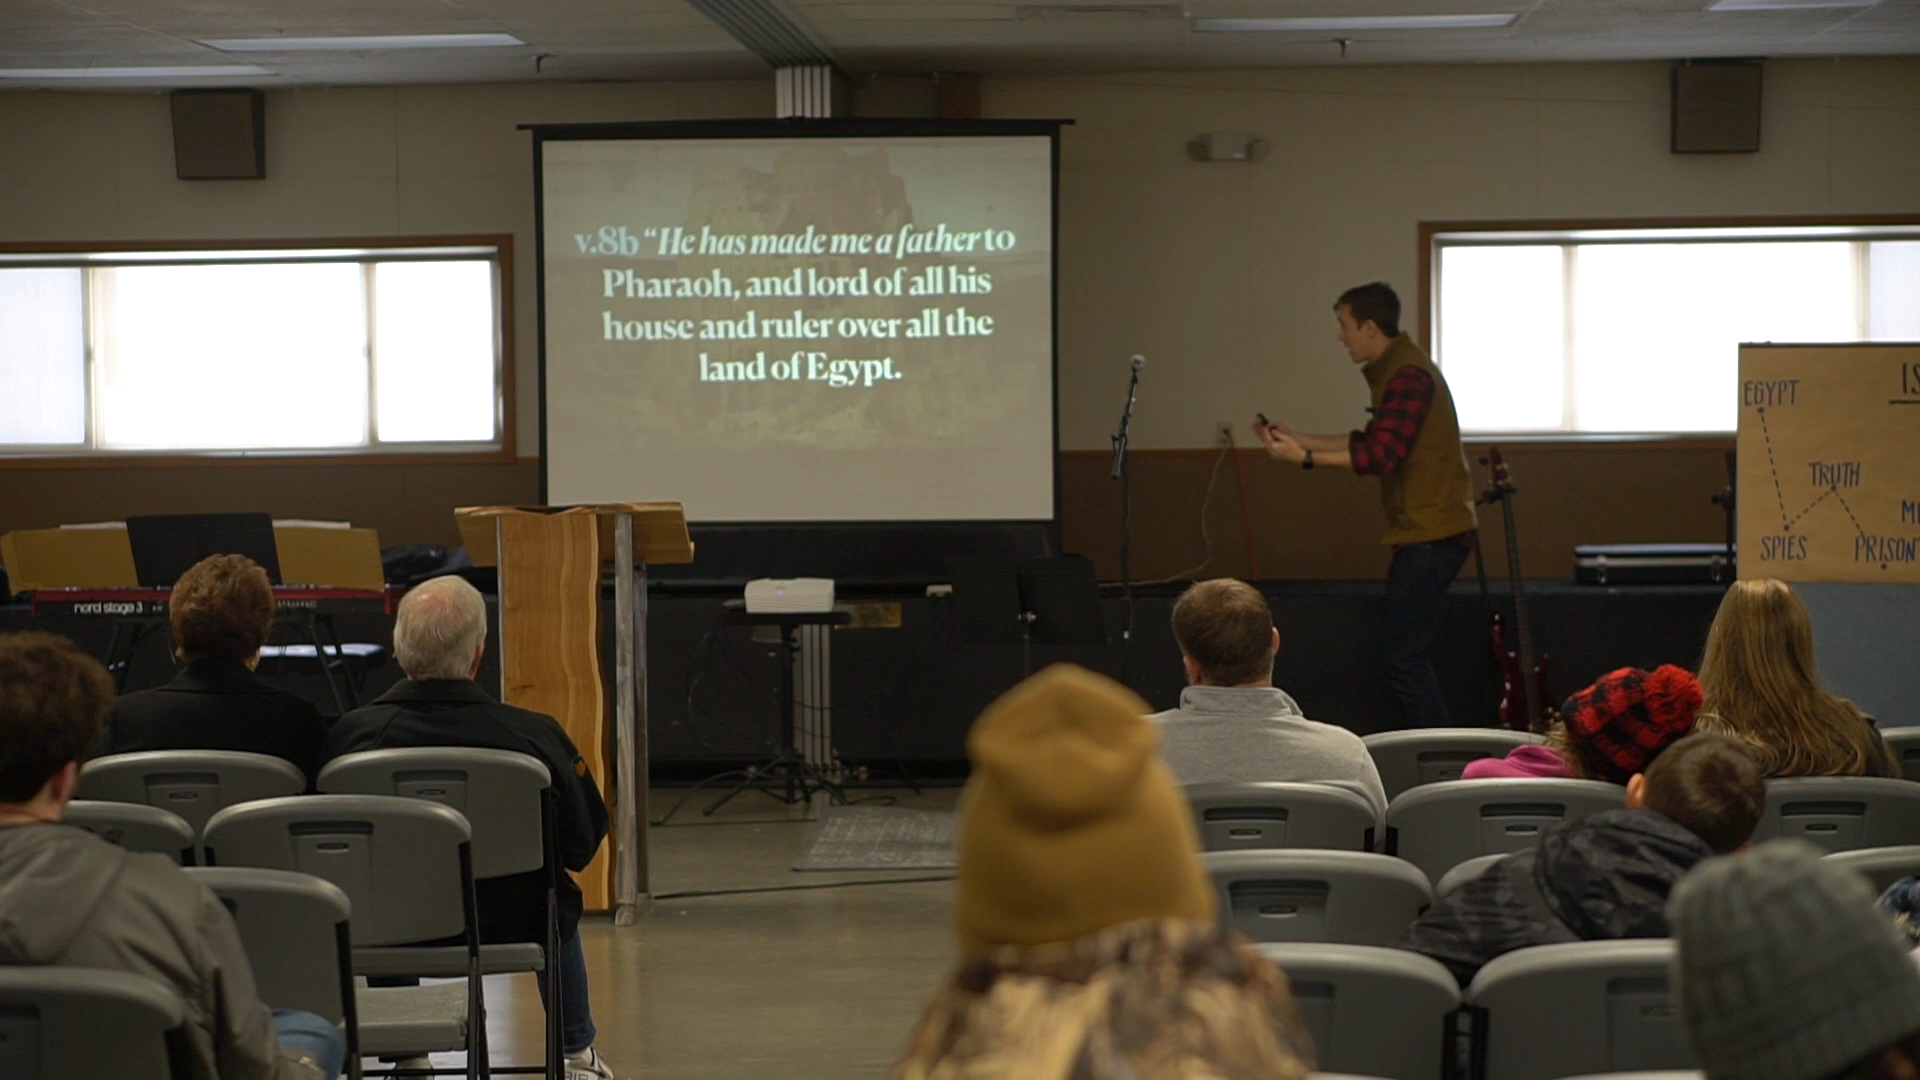 v.8b “He has made me a father to
Pharaoh, and lord of all his
house and ruler over all the
land of Egypt.
nord stage 3
EGYPT
IS
TRUTH
SPIES
PRISON